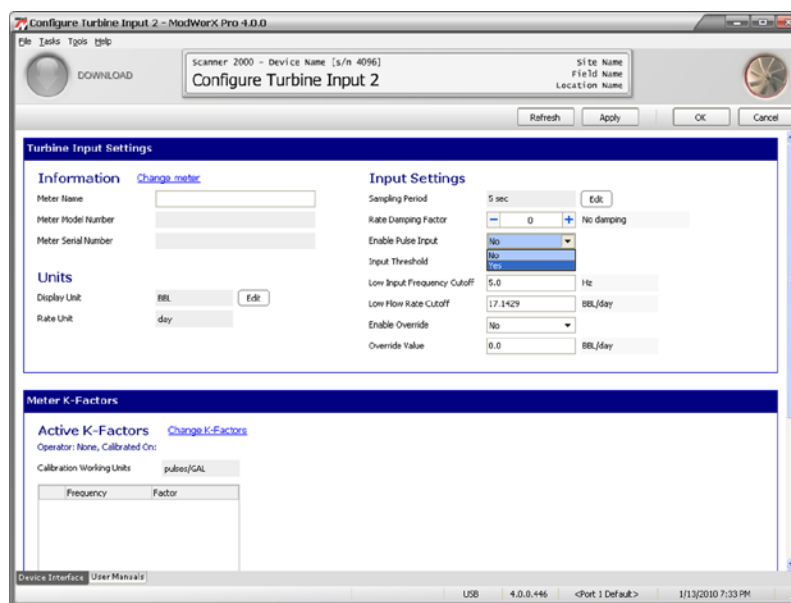 Configure Turbine Input 2 - ModWorX Pro 4.0.0
File Tasks Tools Help
DOWNLOAD
Scanner 2000 - Device Name [s/n 4096]
Configure Turbine Input 2
Site Name
Field Name
Location Name
Refresh Apply OK Cancel
Turbine Input Settings
Information Change meter
Meter Name
Meter Model Number
Meter Serial Number
Units
Display Unit BBL Edit
Rate Unit day
Input Settings
Sampling Period 5 sec Edit
Rate Damping Factor − 0 + No damping
Enable Pulse Input No
No
Yes
Input Threshold
Low Input Frequency Cutoff 5.0 Hz
Low Flow Rate Cutoff 17.1429 BBL/day
Enable Override No
Override Value 0.0 BBL/day
Meter K-Factors
Active K-Factors Change K-Factors
Operator: None, Calibrated On:
Calibration Working Units pulses/GAL
Frequency Factor
Device Interface User Manuals
USB 4.0.0.446 <Port 1 Default> 1/13/2010 7:33 PM